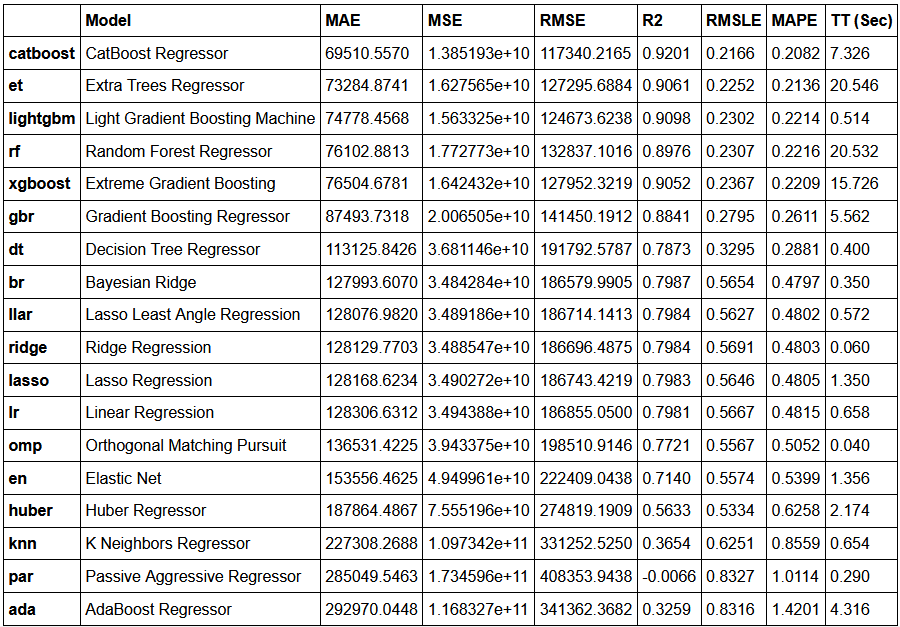 Model MAE MSE RMSE R2 RMSLE MAPE TT (Sec)
catboost CatBoost Regressor 69510.5570 1.385193e+10 117340.2165 0.9201 0.2166 0.2082 7.326
et Extra Trees Regressor 73284.8741 1.627565e+10 127295.6884 0.9061 0.2252 0.2136 20.546
lightgbm Light Gradient Boosting Machine 74778.4568 1.563325e+10 124673.6238 0.9098 0.2302 0.2214 0.514
rf Random Forest Regressor 76102.8813 1.772773e+10 132837.1016 0.8976 0.2307 0.2216 20.532
xgboost Extreme Gradient Boosting 76504.6781 1.642432e+10 127952.3219 0.9052 0.2367 0.2209 15.726
gbr Gradient Boosting Regressor 87493.7318 2.006505e+10 141450.1912 0.8841 0.2795 0.2611 5.562
dt Decision Tree Regressor 113125.8426 3.681146e+10 191792.5787 0.7873 0.3295 0.2881 0.400
br Bayesian Ridge 127993.6070 3.484284e+10 186579.9905 0.7987 0.5654 0.4797 0.350
llar Lasso Least Angle Regression 128076.9820 3.489186e+10 186714.1413 0.7984 0.5627 0.4802 0.572
ridge Ridge Regression 128129.7703 3.488547e+10 186696.4875 0.7984 0.5691 0.4803 0.060
lasso Lasso Regression 128168.6234 3.490272e+10 186743.4219 0.7983 0.5646 0.4805 1.350
lr Linear Regression 128306.6312 3.494388e+10 186855.0500 0.7981 0.5667 0.4815 0.658
omp Orthogonal Matching Pursuit 136531.4225 3.943375e+10 198510.9146 0.7721 0.5567 0.5052 0.040
en Elastic Net 153556.4625 4.949961e+10 222409.0438 0.7140 0.5574 0.5399 1.356
huber Huber Regressor 187864.4867 7.555196e+10 274819.1909 0.5633 0.5334 0.6258 2.174
knn K Neighbors Regressor 227308.2688 1.097342e+11 331252.5250 0.3654 0.6251 0.8559 0.654
par Passive Aggressive Regressor 285049.5463 1.734596e+11 408353.9438 -0.0066 0.8327 1.0114 0.290
ada AdaBoost Regressor 292970.0448 1.168327e+11 341362.3682 0.3259 0.8316 1.4201 4.316